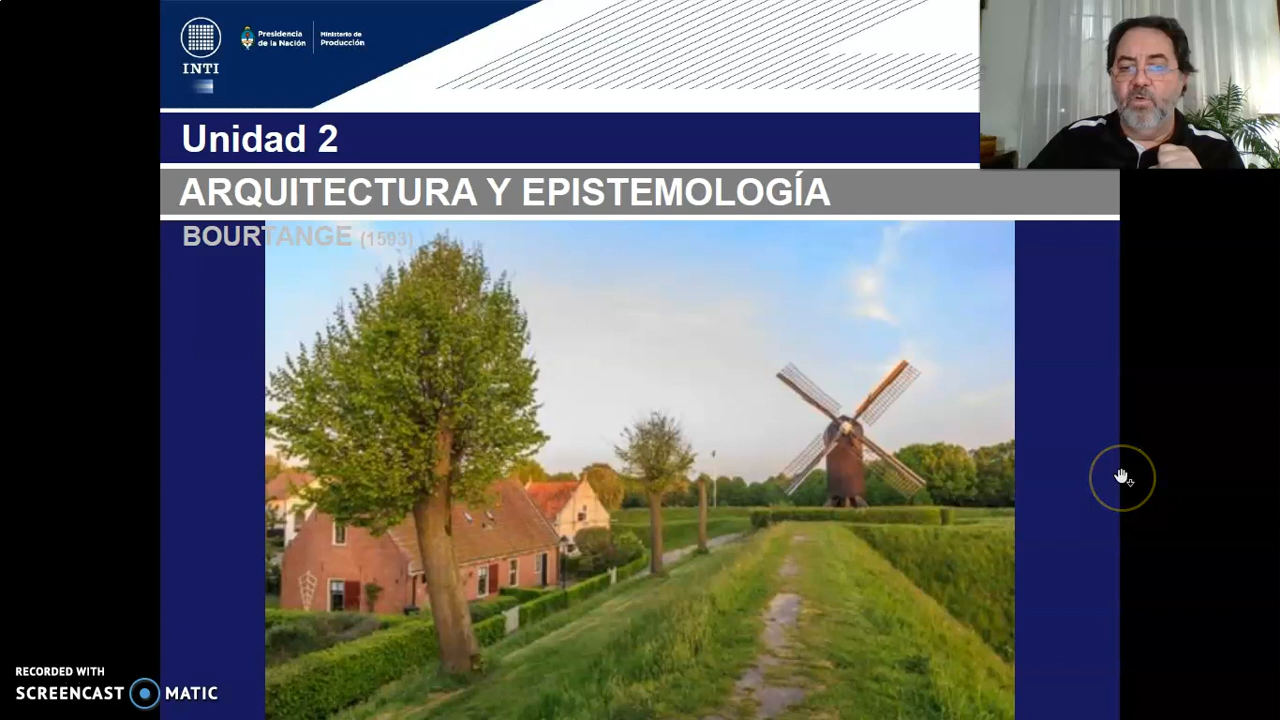 INTI
Presidencia
de la Nación
Ministerio de
Producción
Unidad 2
ARQUITECTURA Y EPISTEMOLOGÍA
BOURTANGE (1593)
RECORDED WITH
SCREENCAST MATIC